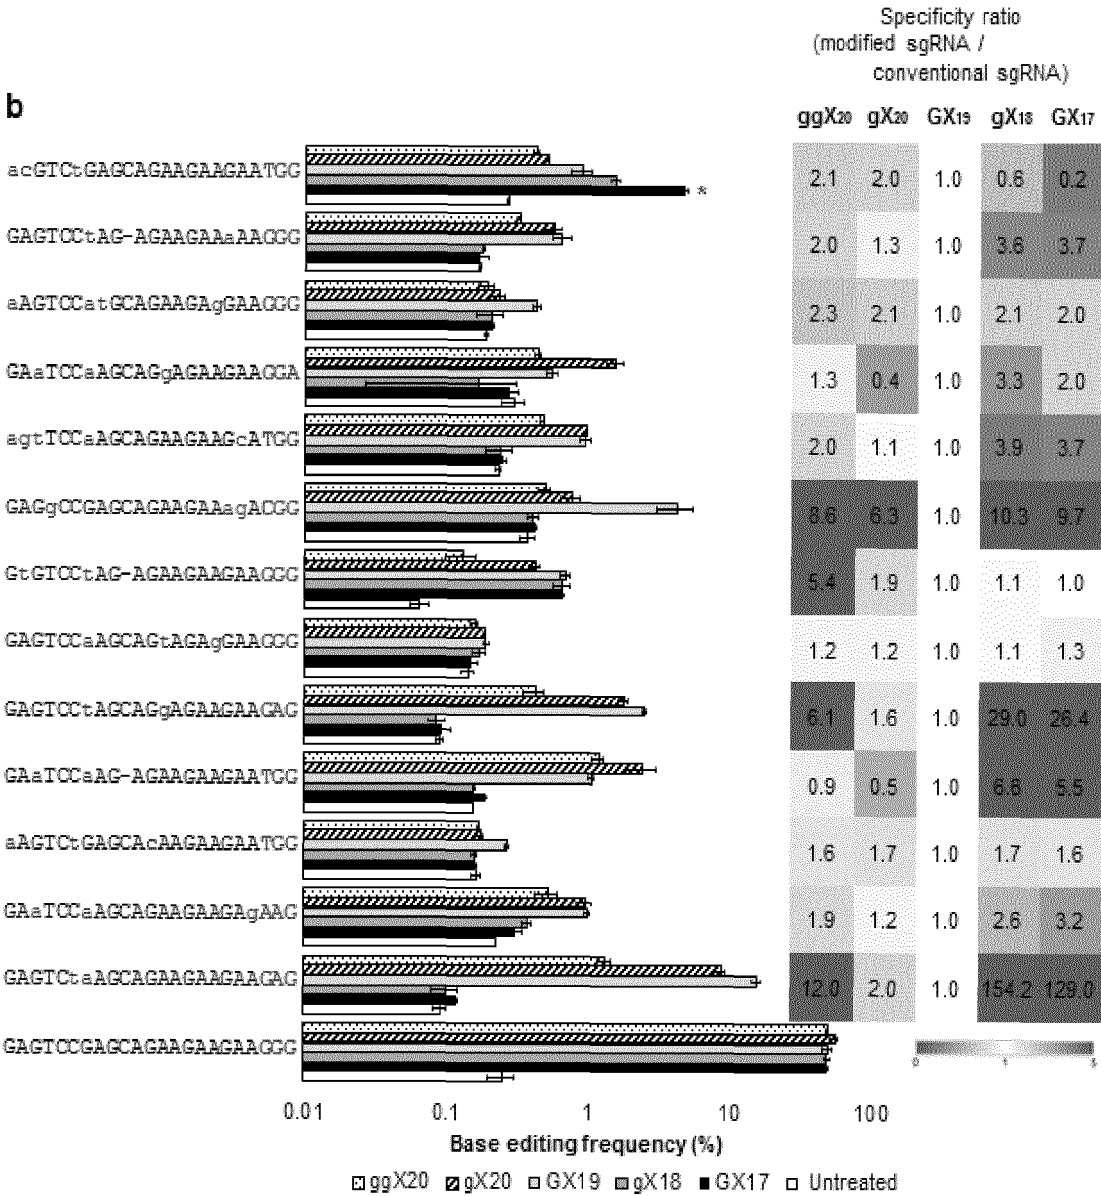 Specificity ratio
(modified sgRNA /
conventional sgRNA)
b
ggX20 gX20 GX19 gX18 GX17
acGTCtGAGCAGAAGAAGAATGG 2.1 2.0 1.0 0.6 0.2
*
GAGTCCtAG-AGAAGAAaAAGGG 2.0 1.3 1.0 3.6 3.7
aAGTCCatGCAGAAGAgGAACGG 2.3 2.1 1.0 2.1 2.0
GAaTCCaAGCAGgAGAAGAACGA 1.3 0.4 1.0 3.3 2.0
agtTCCaAGCAGAAGAAGcATGG 2.0 1.1 1.0 3.9 3.7
GAGgCCGAGCAGAAGAAagACGG 8.6 6.3 1.0 10.3 9.7
GtGTCCtAG-AGAAGAAGAAGGG 5.4 1.9 1.0 1.1 1.0
GAGTCCaAGCAGtAGAgGAACGG 1.2 1.2 1.0 1.1 1.3
GAGTCCtAGCAGgAGAAGAAGAG 6.1 1.6 1.0 29.0 26.4
GAaTCCaAG-AGAAGAAGAATGG 0.9 0.5 1.0 6.6 5.5
aAGTCtGAGCAcAAGAAGAATGG 1.6 1.7 1.0 1.7 1.6
GAaTCCaAGCAGAAGAAGAgAAG 1.9 1.2 1.0 2.6 3.2
GAGTCtaAGCAGAAGAAGAAGAG 12.0 2.0 1.0 154.2 129.0
GAGTCCGAGCAGAAGAAGAAGGG
0.01 0.1 1 10 100
Base editing frequency (%)
ggX20 gX20 GX19 gX18 GX17 Untreated